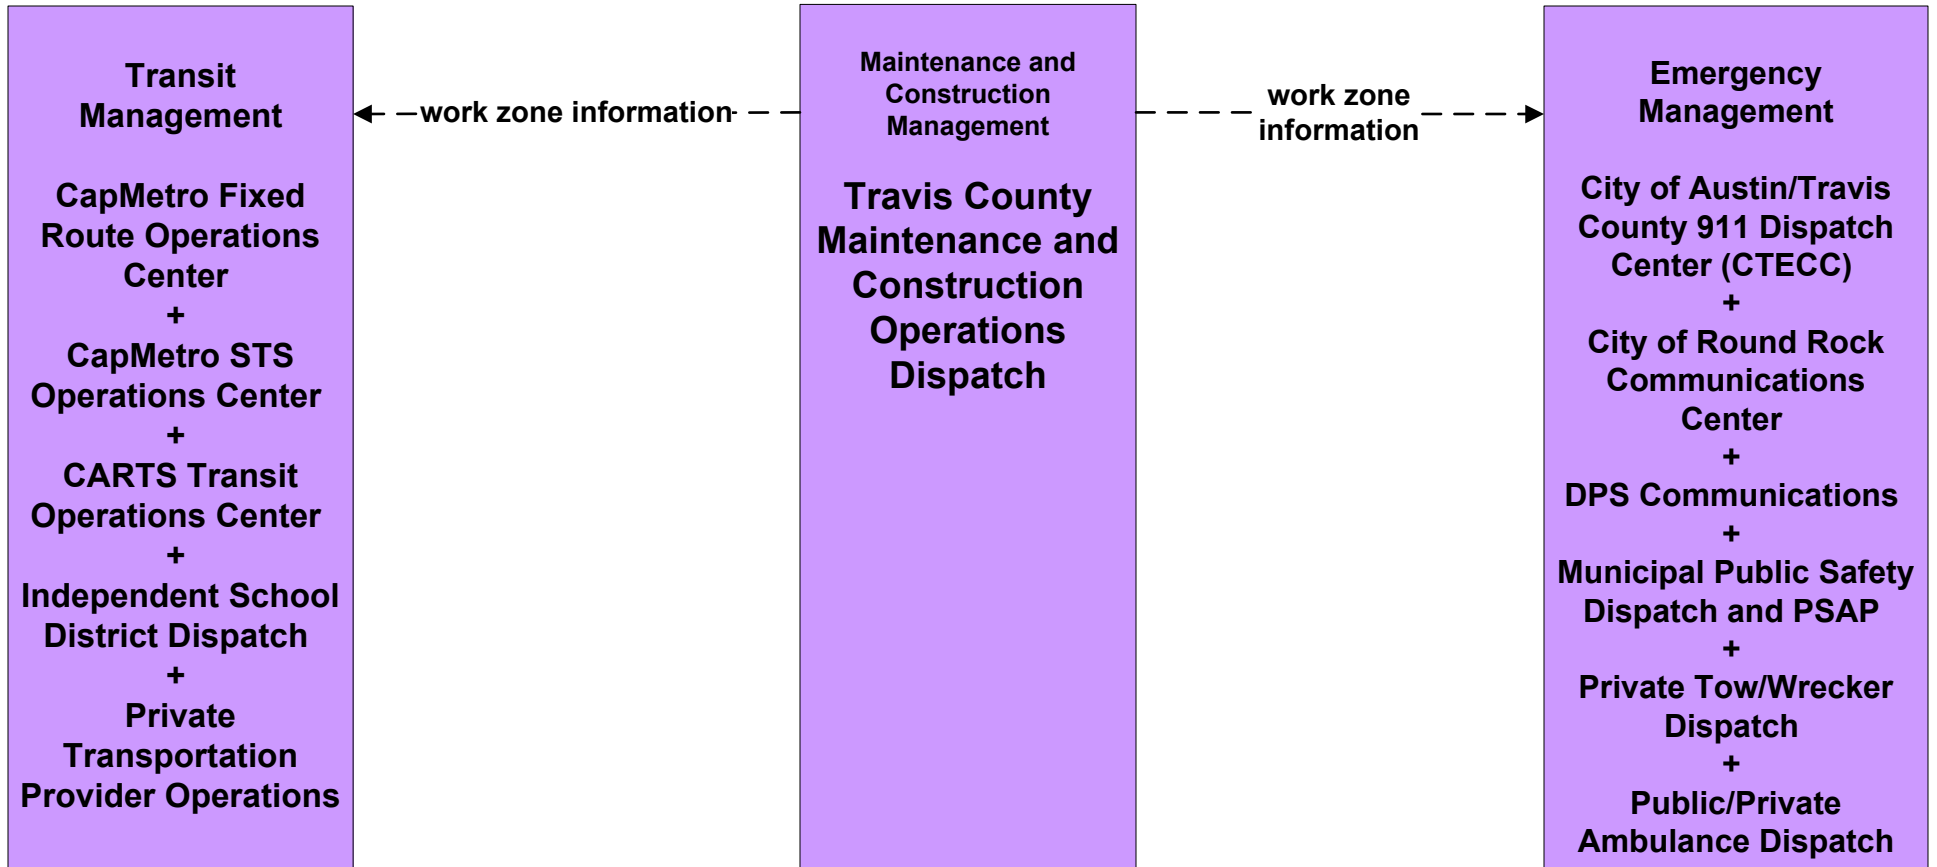 Transit
Management
CapMetro Fixed
Route Operations
Center
+
CapMetro STS
Operations Center
+
CARTS Transit
Operations Center
+
Independent School
District Dispatch
+
Private
Transportation
Provider Operations
work zone information
Maintenance and
Construction
Management
Travis County
Maintenance and
Construction
Operations
Dispatch
work zone
information
Emergency
Management
City of Austin/Travis
County 911 Dispatch
Center (CTECC)
+
City of Round Rock
Communications
Center
+
DPS Communications
+
Municipal Public Safety
Dispatch and PSAP
+
Private Tow/Wrecker
Dispatch
+
Public/Private
Ambulance Dispatch